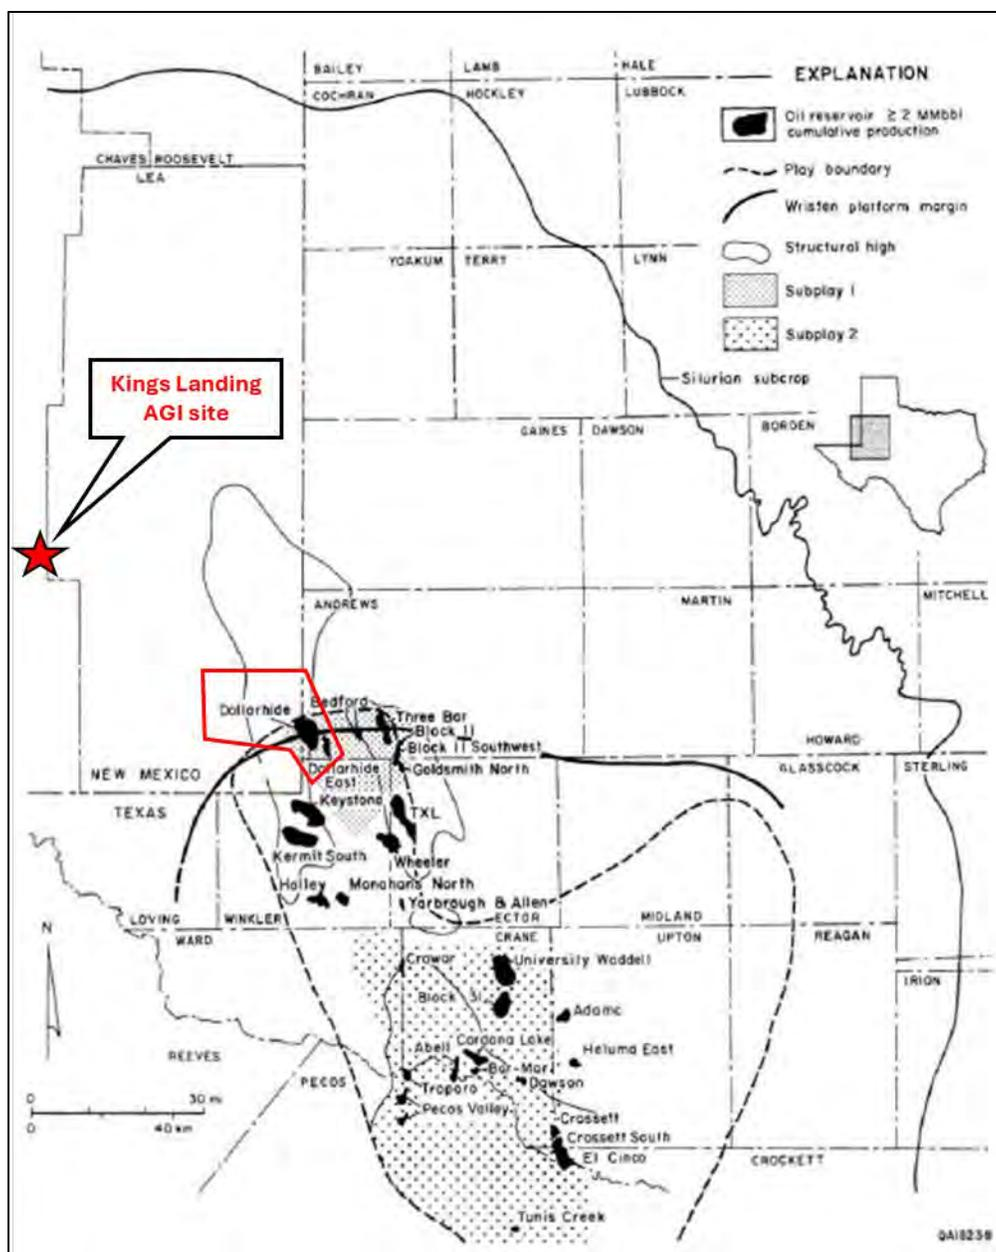 BAILEY
LAMB
HALE
EXPLANATION
COCHRAN
HOCKLEY
LUBBOCK
Oil reservoir ≥ 2 MMbbl
cumulative production
CHAVES ROOSEVELT
LEA
Play boundary
Wristen platform margin
YOAKUM
TERRY
LYNN
Structural high
Subplay 1
Subplay 2
Kings Landing
AGI site
Silurian subcrop
GAINES
DAWSON
BORDEN
ANDREWS
MARTIN
MITCHELL
Dollarhide
Bedford
Three Bar
Block 11
Block 11 Southwest
HOWARD
NEW MEXICO
Dollarhide
East
Goldsmith North
GLASSCOCK
STERLING
TEXAS
Keystone
TXL
Kermit South
Wheeler
Halley
Monahans North
Yarbrough & Allen
LOVING
WINKLER
ECTOR
MIDLAND
N
WARD
CRANE
UPTON
REAGAN
Crawar
University Waddell
IRION
Block 31
Adamc
REEVES
Abell
Cordona Lake
Heluma East
PECOS
Bar-Mar
Dawson
Troporo
0 30 mi
Pecos Valley
Crossett
0 40 km
Crossett South
El Cinco
CROCKETT
Tunis Creek